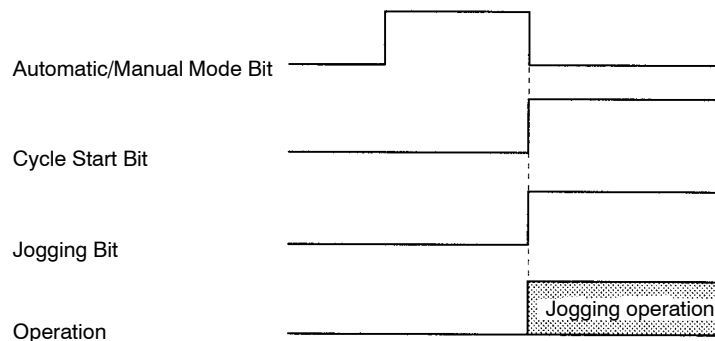 Automatic/Manual Mode Bit
Cycle Start Bit
Jogging Bit
Jogging operation
Operation